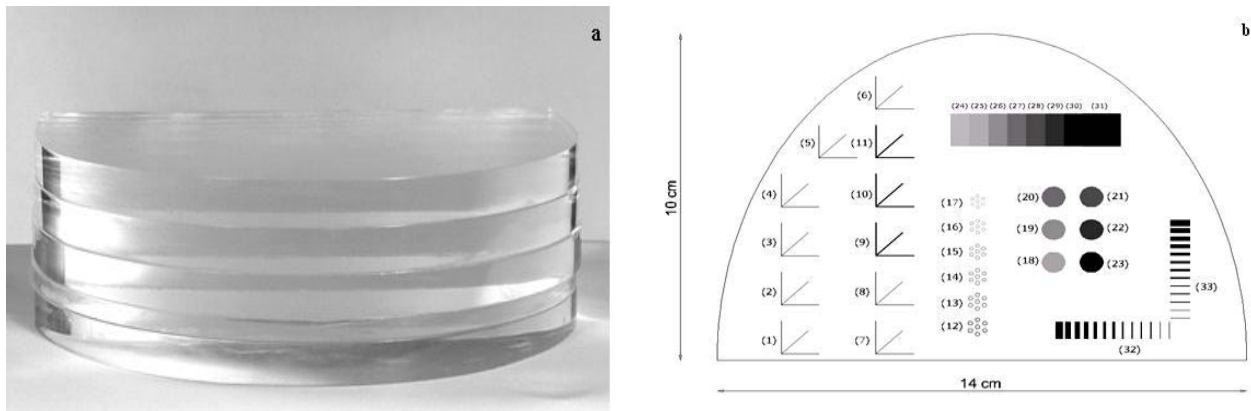 a
b
10 cm
14 cm
(6)
(24) (25) (26) (27) (28) (29) (30) (31)
(5) (11)
(4) (10)
(17) (20) (21)
(16)
(3) (9)
(19) (22)
(15)
(18) (23)
(2) (8)
(14)
(13)
(33)
(12)
(1) (7)
(32)